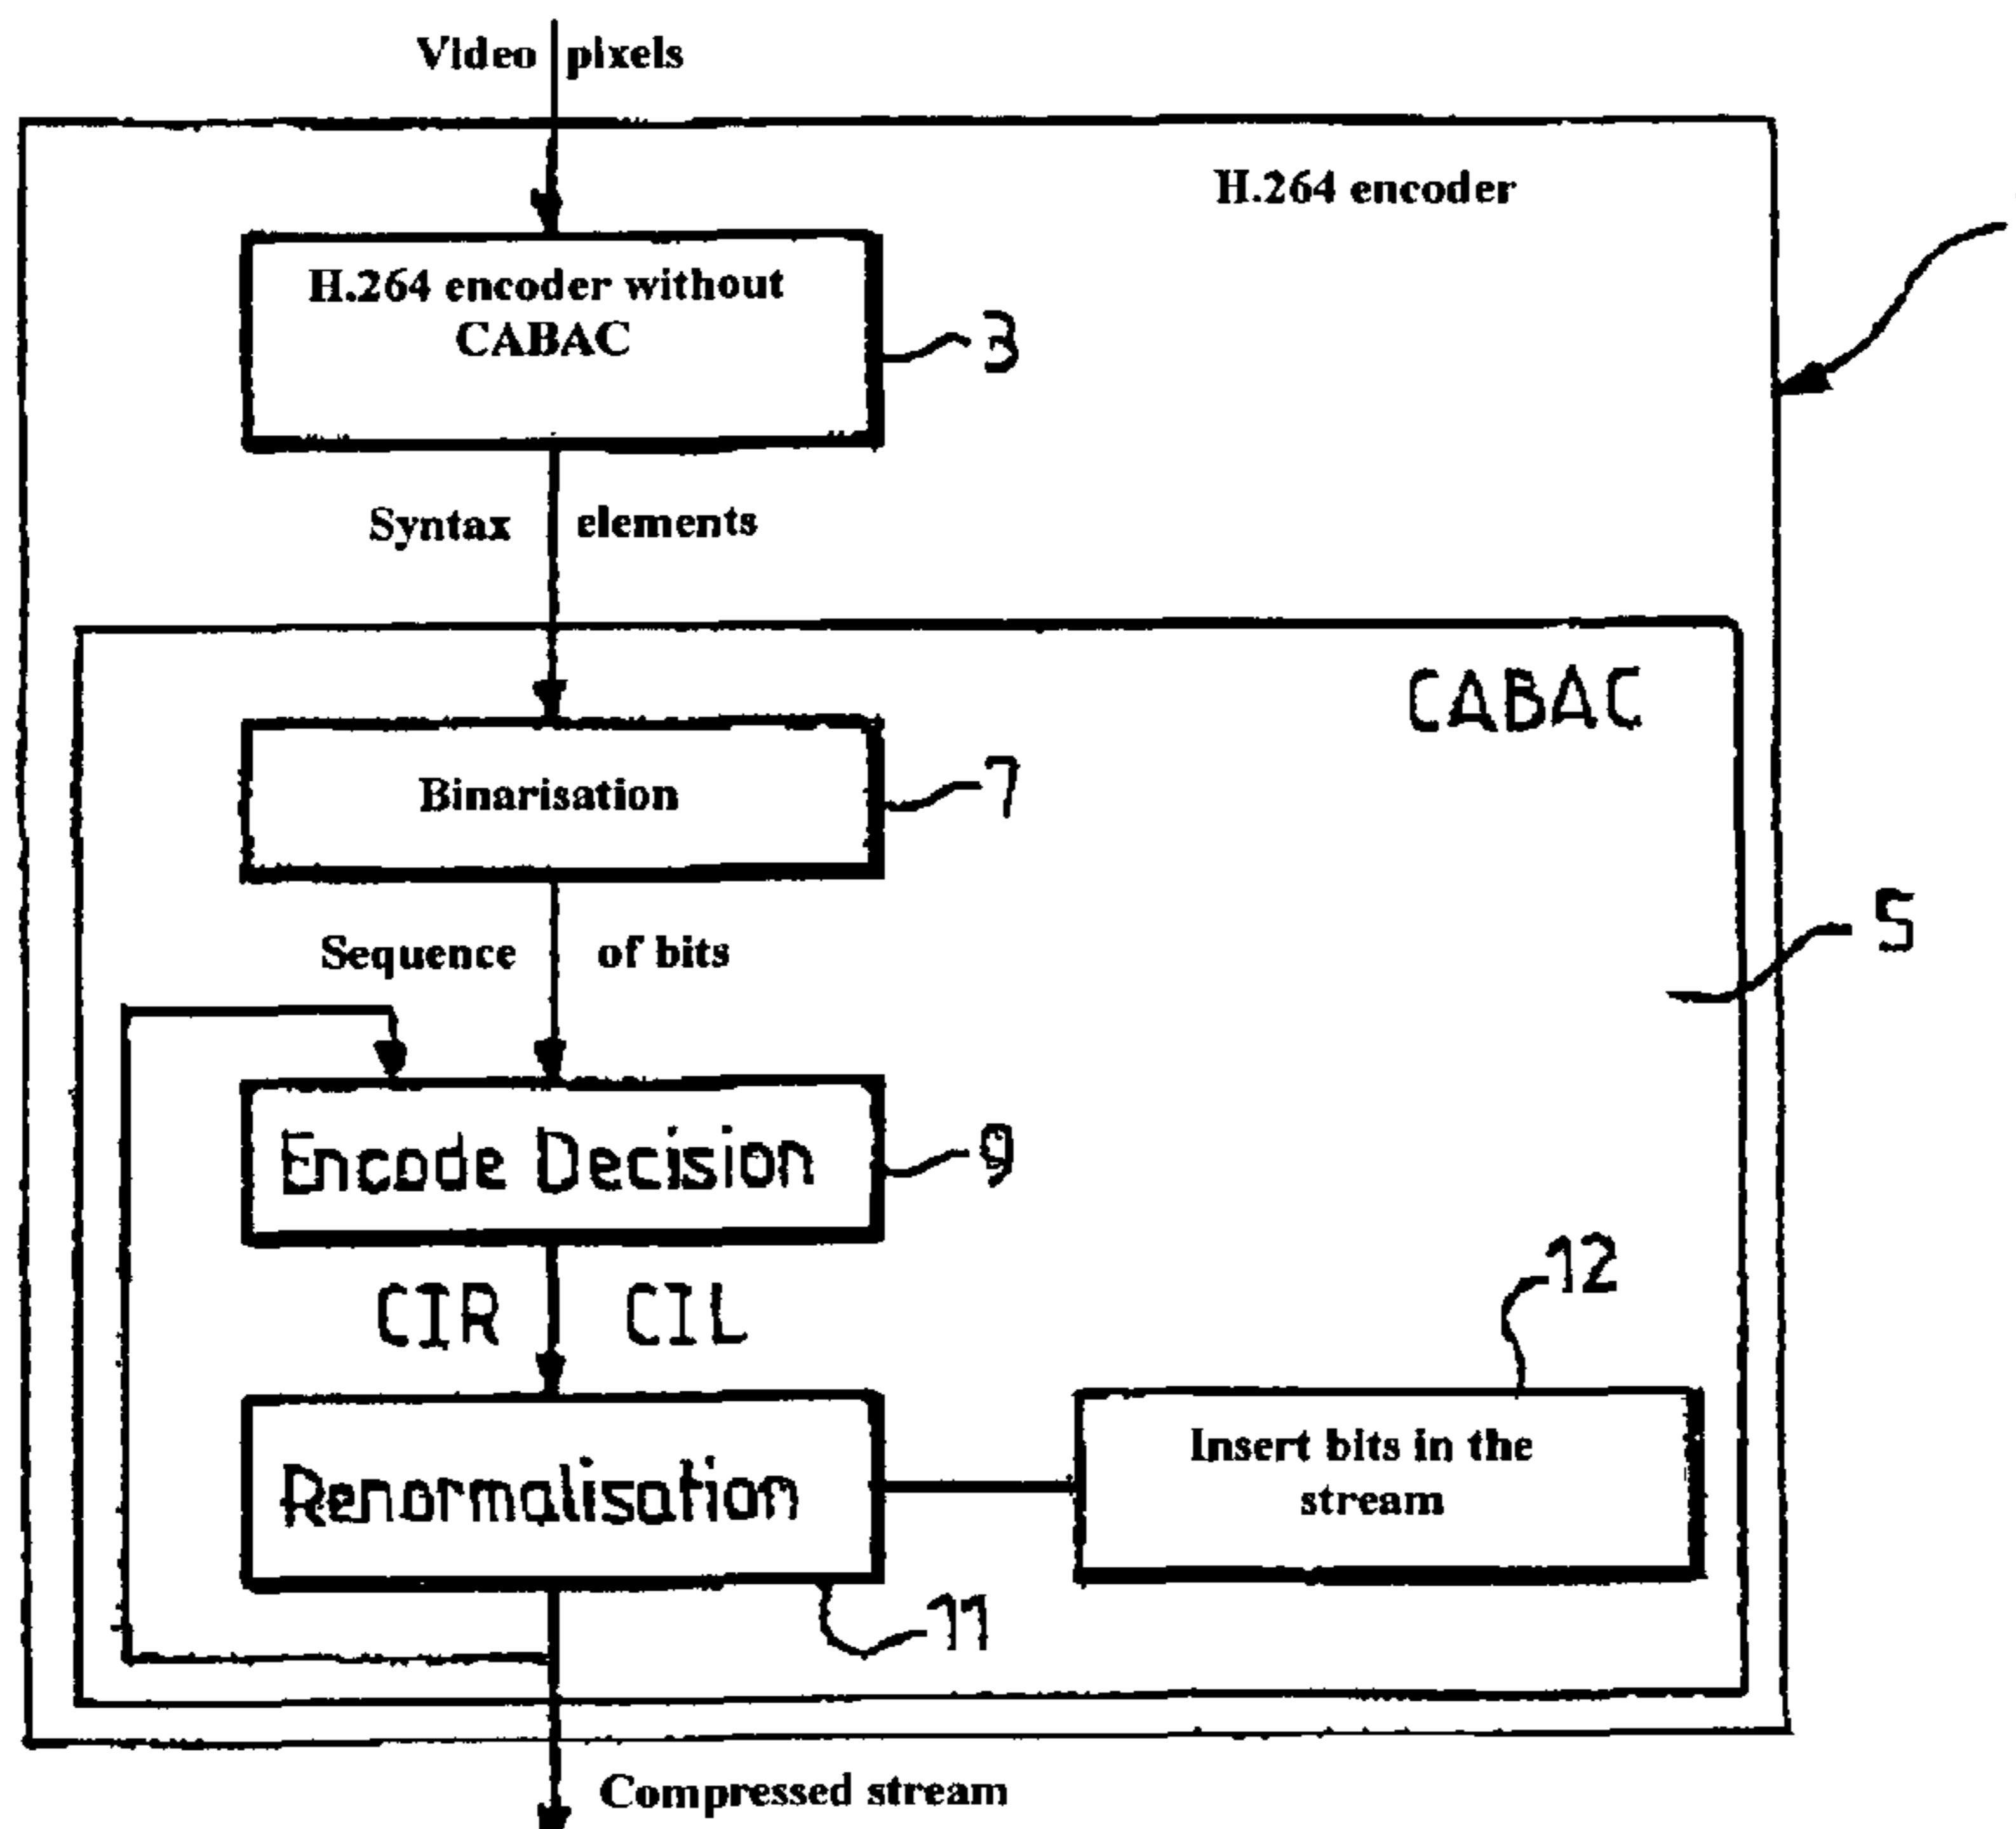 Video pixels
H.264 encoder
H.264 encoder without
CABAC
3
Syntax elements
CABAC
Binarisation
7
5
Sequence of bits
Encode Decision
9
CIR CIL
12
Renormalisation
Insert bits in the
stream
11
Compressed stream